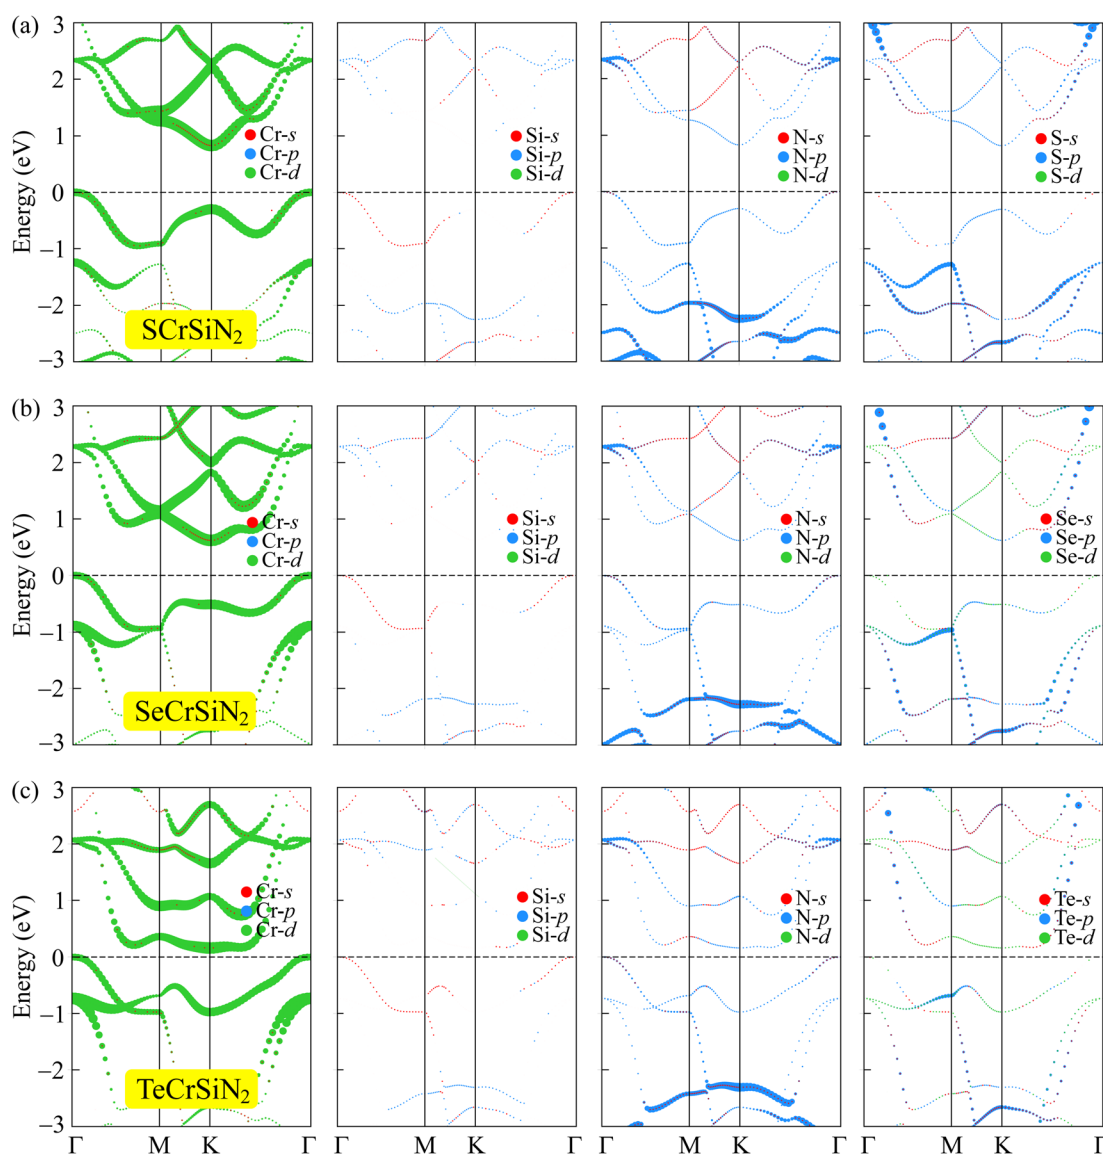 (a)
Energy (eV)
3
2
1
0
−1
−2
−3
Cr-s
Cr-p
Cr-d
SCrSiN2
Si-s
Si-p
Si-d
N-s
N-p
N-d
S-s
S-p
S-d
(b)
Energy (eV)
3
2
1
0
−1
−2
−3
Cr-s
Cr-p
Cr-d
SeCrSiN2
Si-s
Si-p
Si-d
N-s
N-p
N-d
Se-s
Se-p
Se-d
(c)
Energy (eV)
3
2
1
0
−1
−2
−3
Cr-s
Cr-p
Cr-d
TeCrSiN2
Si-s
Si-p
Si-d
N-s
N-p
N-d
Te-s
Te-p
Te-d
Γ M K Γ Γ M K Γ Γ M K Γ Γ M K Γ